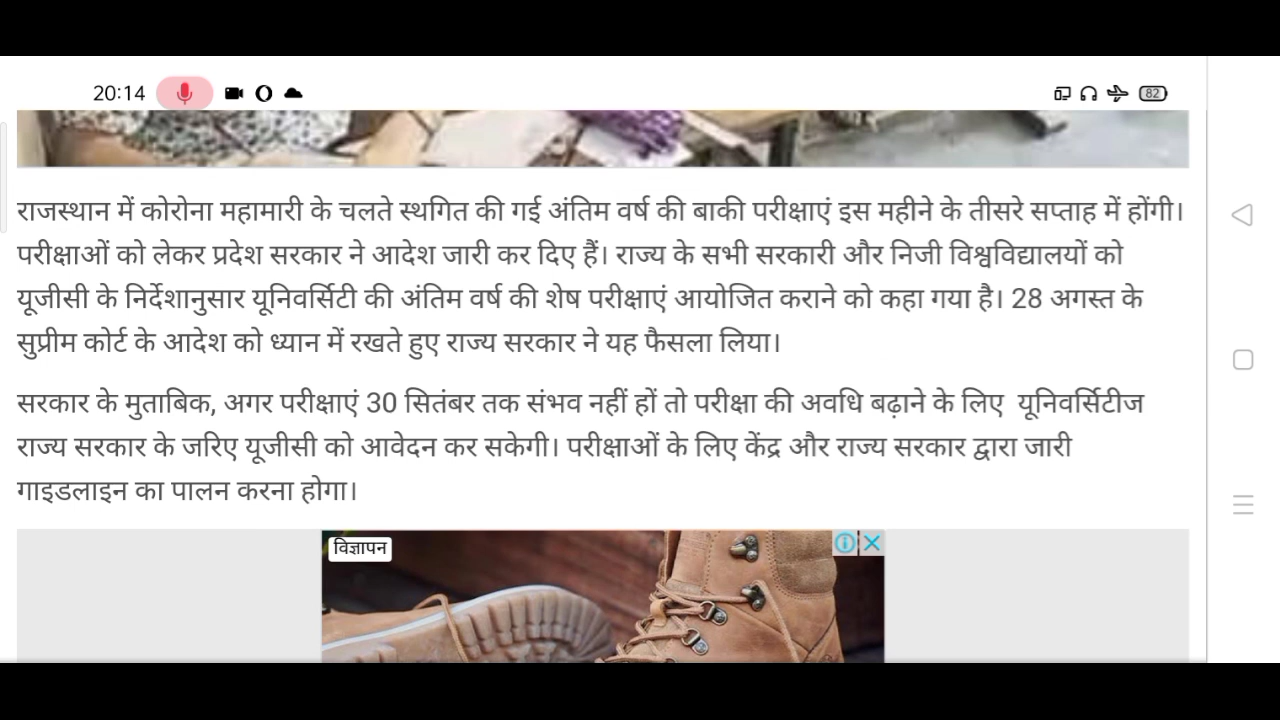 20:14
82
राजस्थान में कोरोना महामारी के चलते स्थगित की गई अंतिम वर्ष की बाकी परीक्षाएं इस महीने के तीसरे सप्ताह में होंगी।
परीक्षाओं को लेकर प्रदेश सरकार ने आदेश जारी कर दिए हैं। राज्य के सभी सरकारी और निजी विश्वविद्यालयों को
यूजीसी के निर्देशानुसार यूनिवर्सिटी की अंतिम वर्ष की शेष परीक्षाएं आयोजित कराने को कहा गया है। 28 अगस्त के
सुप्रीम कोर्ट के आदेश को ध्यान में रखते हुए राज्य सरकार ने यह फैसला लिया।
सरकार के मुताबिक, अगर परीक्षाएं 30 सितंबर तक संभव नहीं हों तो परीक्षा की अवधि बढ़ाने के लिए यूनिवर्सिटीज
राज्य सरकार के जरिए यूजीसी को आवेदन कर सकेगी। परीक्षाओं के लिए केंद्र और राज्य सरकार द्वारा जारी
गाइडलाइन का पालन करना होगा।
विज्ञापन